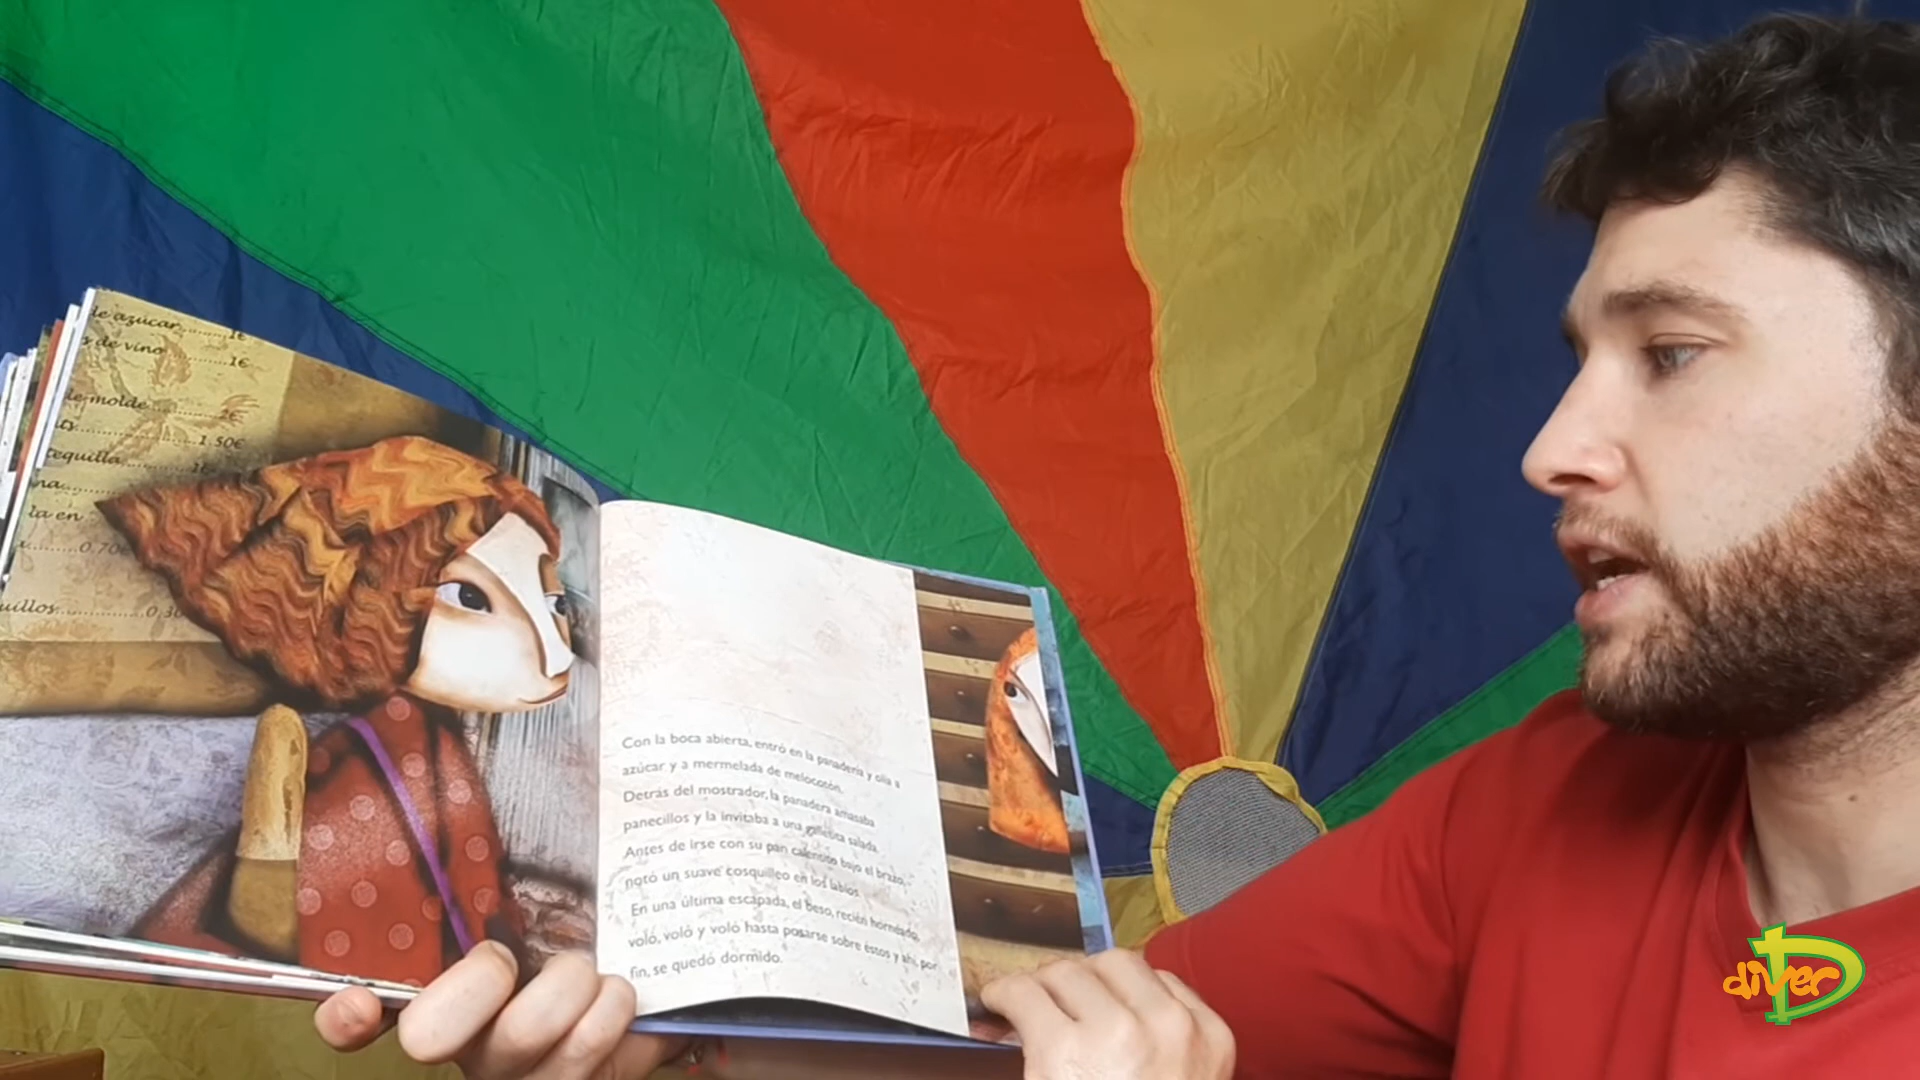 le azúcar..........1€
s de vino..........1€
le molde..........2€
ts..........1.50€
tequilla..........1€
na..........
la en
..........0,70€
uillos..........0,30
Con la boca abierta, entró en la panadería y olía a
azúcar y a mermelada de melocotón.
Detrás del mostrador, la panadera amasaba
panecillos y la invitaba a una galletita salada.
Antes de irse con su pan calentito bajo el brazo,
notó un suave cosquilleo en los labios.
En una última escapada, el beso, recién horneado,
voló, voló y voló hasta posarse sobre éstos y ahí, por
fin, se quedó dormido.
diver D